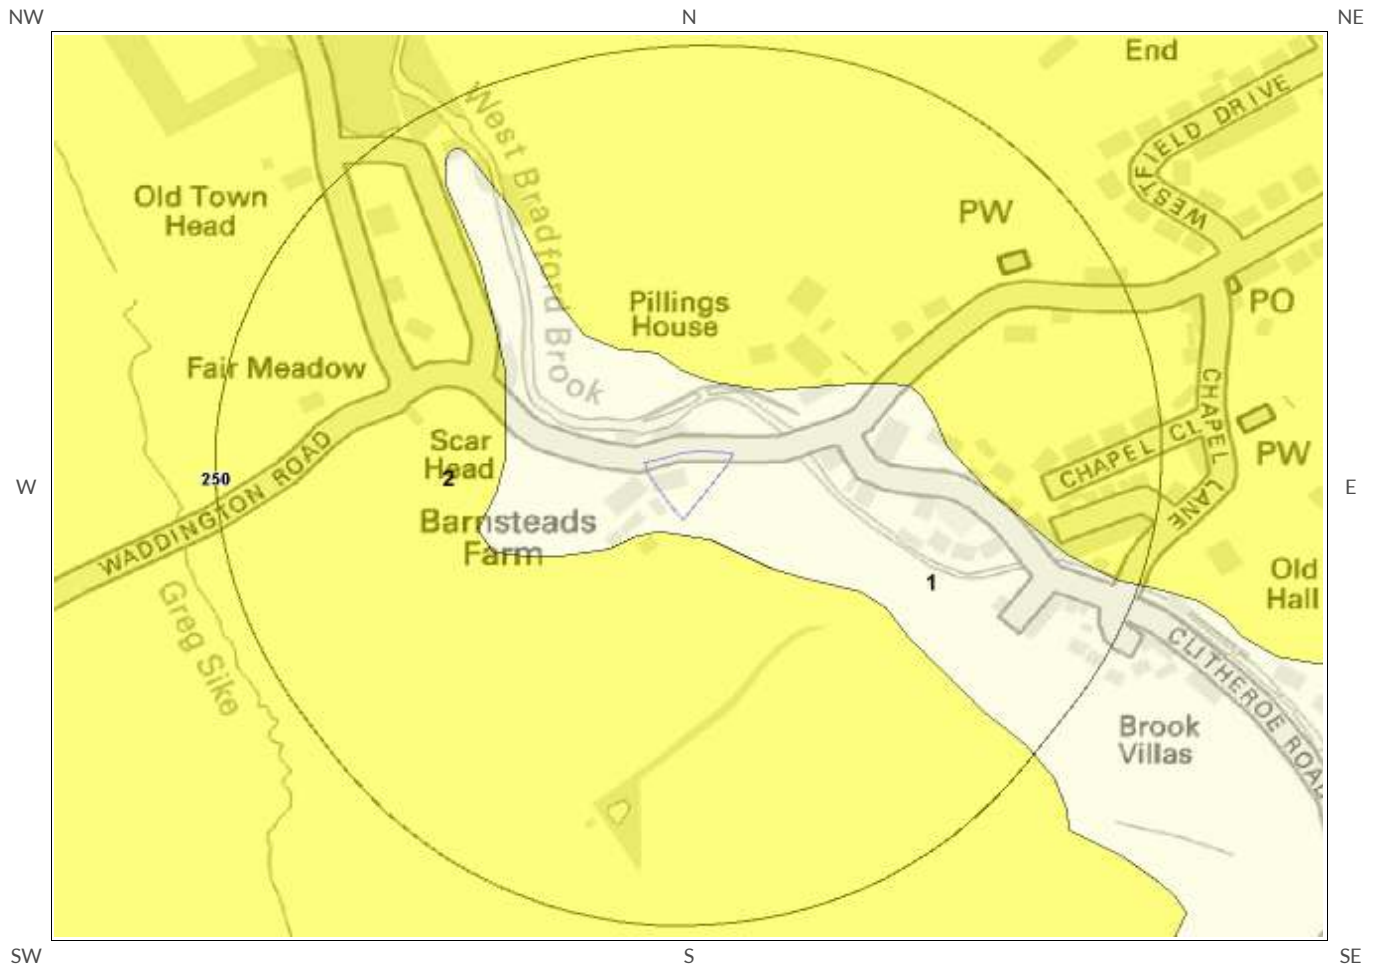 NW
N
NE
End
WESTFIELD DRIVE
West Bradford Brook
Old Town
Head
PW
Pillings
House
PO
Fair Meadow
CHAPEL LANE
CHAPEL CL
PW
Scar
Head
2
250
W
E
WADDINGTON ROAD
Barnsteads
Farm
1
Old
Hall
Greg Sike
CLITHEROE ROAD
Brook
Villas
SW
S
SE